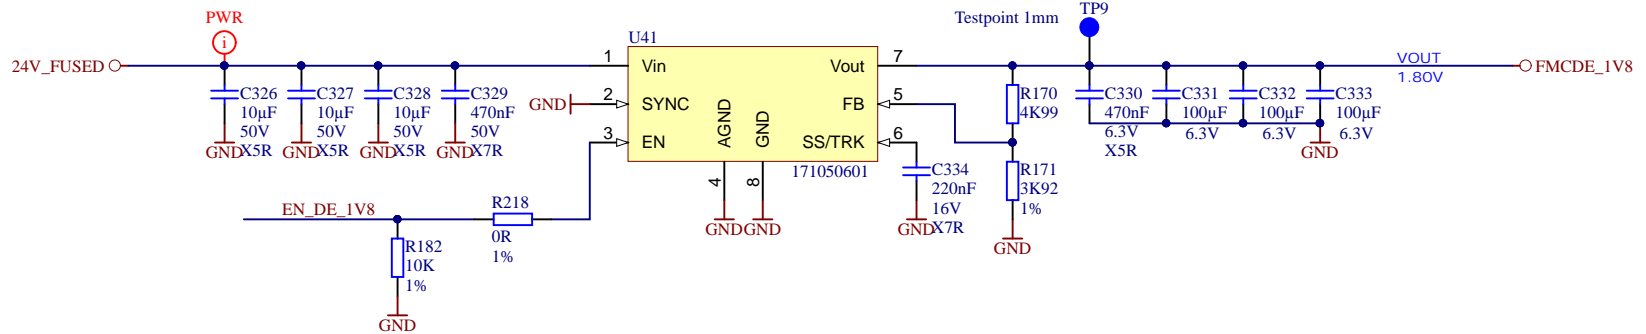 PWR
i
24V_FUSED
C326
10µF
50V
X5R
GND
C327
10µF
50V
X5R
GND
C328
10µF
50V
X5R
GND
C329
470nF
50V
X7R
GND
U41
1
Vin
GND
2
SYNC
3
EN
AGND
GND
4
8
GND
GND
Vout
7
FB
5
SS/TRK
6
171050601
EN_DE_1V8
R218
0R
1%
R182
10K
1%
GND
C334
220nF
16V
X7R
GND
R170
4K99
R171
3K92
1%
GND
Testpoint 1mm
TP9
C330
470nF
6.3V
X5R
C331
100µF
6.3V
C332
100µF
6.3V
C333
100µF
6.3V
GND
VOUT
1.80V
FMCDE_1V8